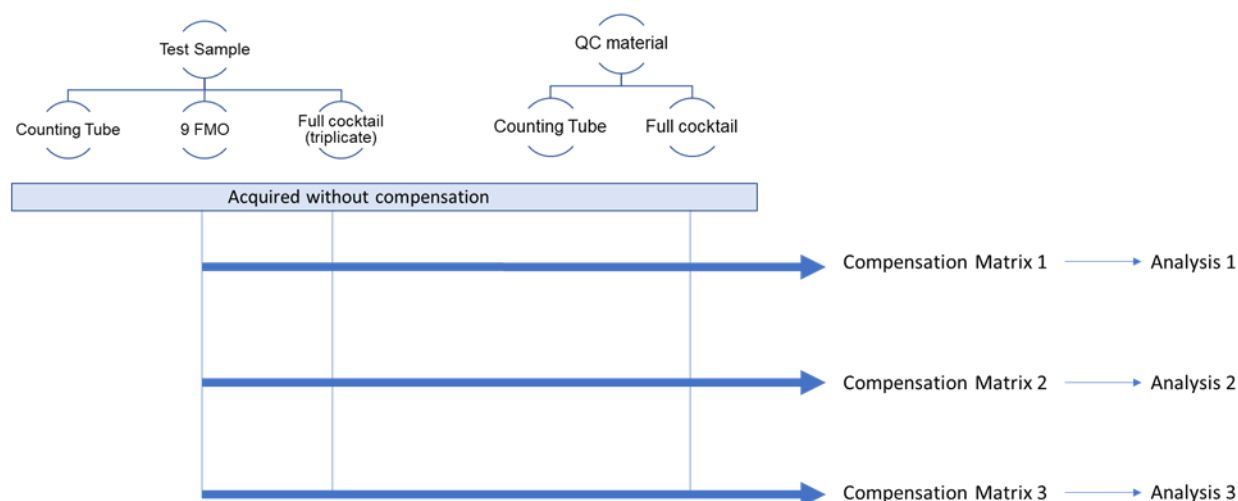 Test Sample
QC material
Counting Tube
9 FMO
Full cocktail
(triplicate)
Counting Tube
Full cocktail
Acquired without compensation
Compensation Matrix 1
Analysis 1
Compensation Matrix 2
Analysis 2
Compensation Matrix 3
Analysis 3